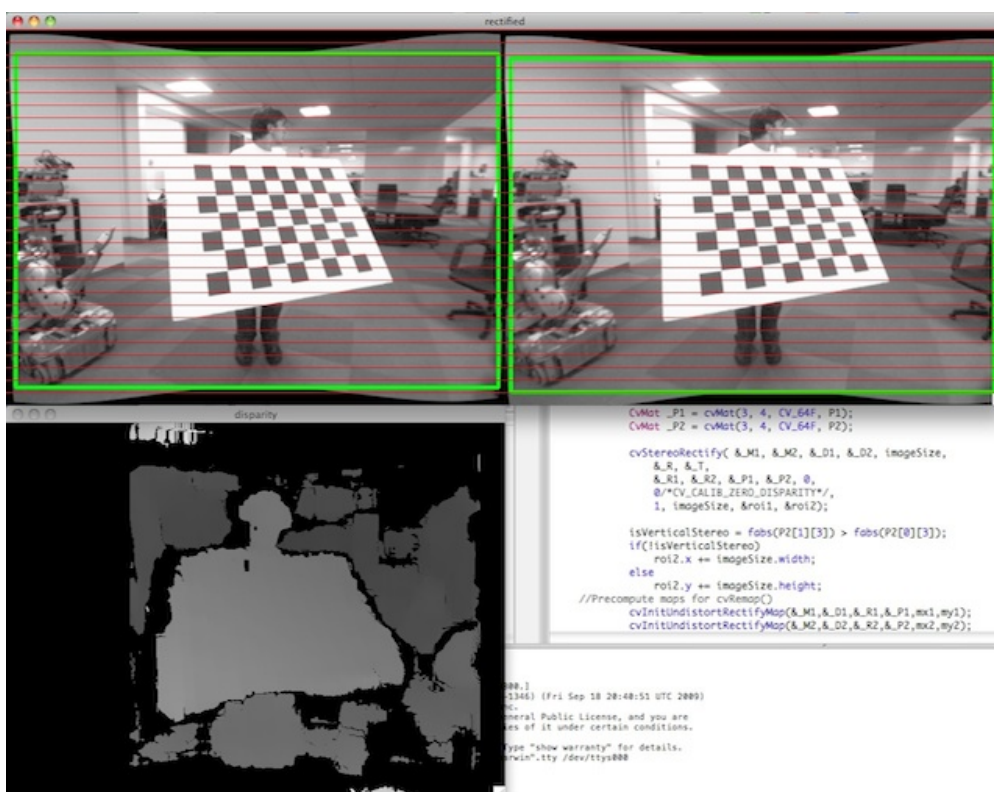 rectified
disparity
CvMat _P1 = cvMat(3, 4, CV_64F, P1);
CvMat _P2 = cvMat(3, 4, CV_64F, P2);
cvStereoRectify( &_M1, &_M2, &_D1, &_D2, imageSize,
&_R, &_T,
&_R1, &_R2, &_P1, &_P2, 0,
0/*CV_CALIB_ZERO_DISPARITY*/,
1, imageSize, &roi1, &roi2);
isVerticalStereo = fabs(P2[1][3]) > fabs(P2[0][3]);
if(!isVerticalStereo)
roi2.x += imageSize.width;
else
roi2.y += imageSize.height;
//Precompute maps for cvRemap()
cvInitUndistortRectifyMap(&_M1,&_D1,&_R1,&_P1,mx1,my1);
cvInitUndistortRectifyMap(&_M2,&_D2,&_R2,&_P2,mx2,my2);
-1346) (Fri Sep 18 20:40:51 UTC 2009)
nc.
eneral Public License, and you are
ies of it under certain conditions.
Type "show warranty" for details.
arwin".tty /dev/ttys000